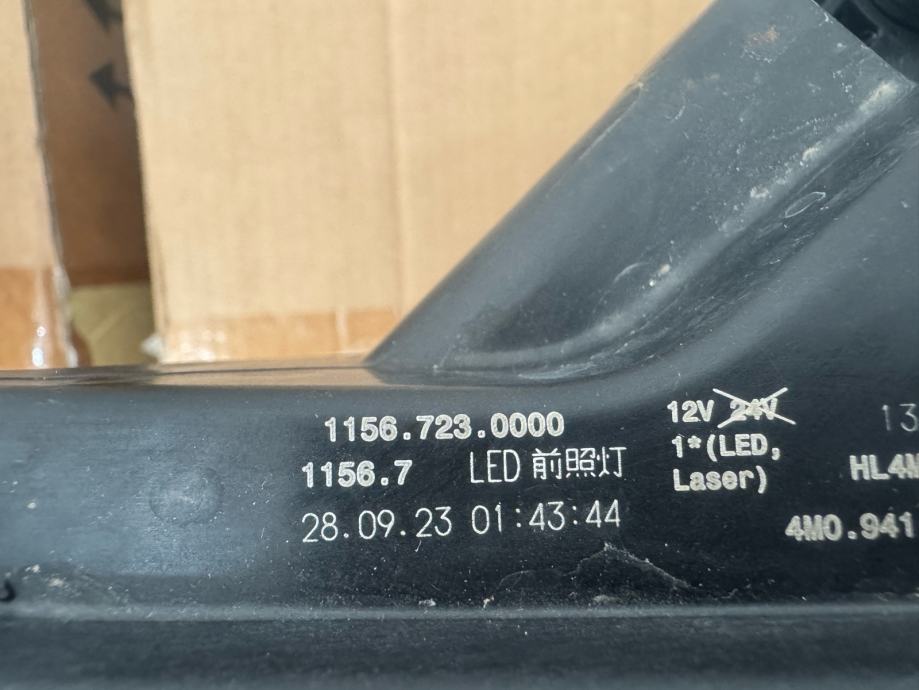 1156.723.0000
12V 24V
13
1156.7 LED 前照灯
1*(LED,
Laser)
HL4M
28.09.23 01:43:44
4M0.941